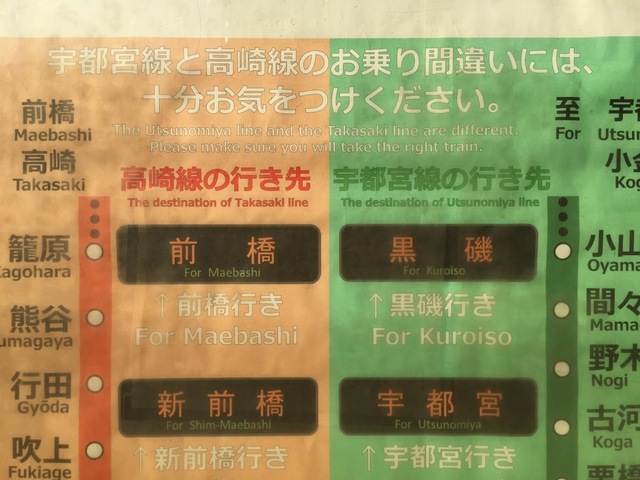 宇都宮線と高崎線のお乗り間違いには、
十分お気をつけください。
The Utsunomiya line and the Takasaki line are different.
Please make sure you will take the right train.
前橋
Maebashi
高崎
Takasaki
至
For
高崎線の行き先
The destination of Takasaki line
宇都宮線の行き先
The destination of Utsunomiya line
籠原
Kagohara
前橋
For Maebashi
↑前橋行き
For Maebashi
黒磯
For Kuroiso
↑黒磯行き
For Kuroiso
小山
Oyama
熊谷
間々
行田
Gyōda
新前橋
For Shim-Maebashi
↑新前橋行き
宇都宮
For Utsunomiya
↑宇都宮行き
野木
Nogi
古河
Koga
吹上
Fukiage